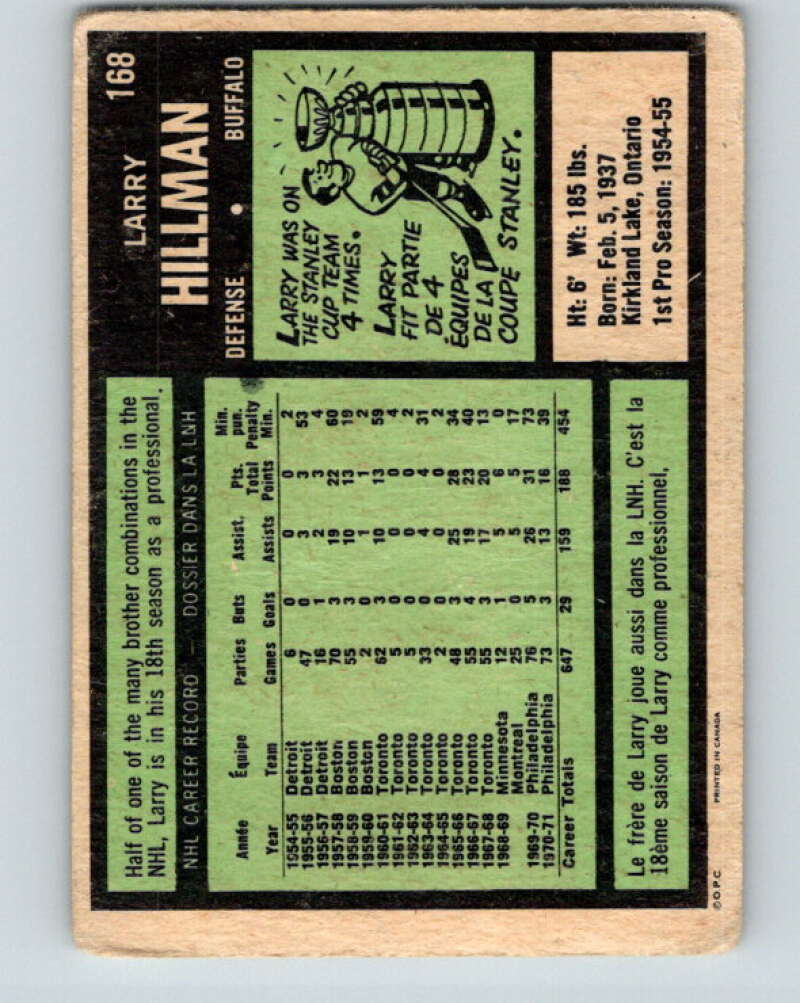 168
LARRY
HILLMAN
DEFENSE • BUFFALO
Half of one of the many brother combinations in the
NHL, Larry is in his 18th season as a professional.
NHL CAREER RECORD — DOSSIER DANS LA LNH
Année Équipe Parties Buts Assist. Pts. Min. pun.
Year Team Games Goals Assists Total Points Penalty Min.
1954-55 Detroit 6 0 0 0 2
1955-56 Detroit 47 0 3 3 53
1956-57 Detroit 16 1 2 3 4
1957-58 Boston 70 3 19 22 60
1958-59 Boston 55 3 10 13 19
1959-60 Boston 2 0 1 1 2
1960-61 Toronto 62 3 10 13 59
1961-62 Toronto 5 0 0 0 4
1962-63 Toronto 5 0 0 0 2
1963-64 Toronto 33 0 4 4 31
1964-65 Toronto 2 0 0 0 2
1965-66 Toronto 48 3 25 28 34
1966-67 Toronto 55 4 19 23 40
1967-68 Toronto 55 3 17 20 13
1968-69 Minnesota 12 1 5 6 0
Montreal 25 0 5 5 17
1969-70 Philadelphia 76 5 26 31 73
1970-71 Philadelphia 73 3 13 16 39
Career Totals 647 29 159 188 454
Le frère de Larry joue aussi dans la LNH. C'est la
18ème saison de Larry comme professionnel,
LARRY WAS ON
THE STANLEY
CUP TEAM
4 TIMES.
LARRY
FIT PARTIE
DE 4
ÉQUIPES
DE LA
COUPE STANLEY.
Ht: 6' Wt: 185 lbs.
Born: Feb. 5, 1937
Kirkland Lake, Ontario
1st Pro Season: 1954-55
© O.P.C. PRINTED IN CANADA